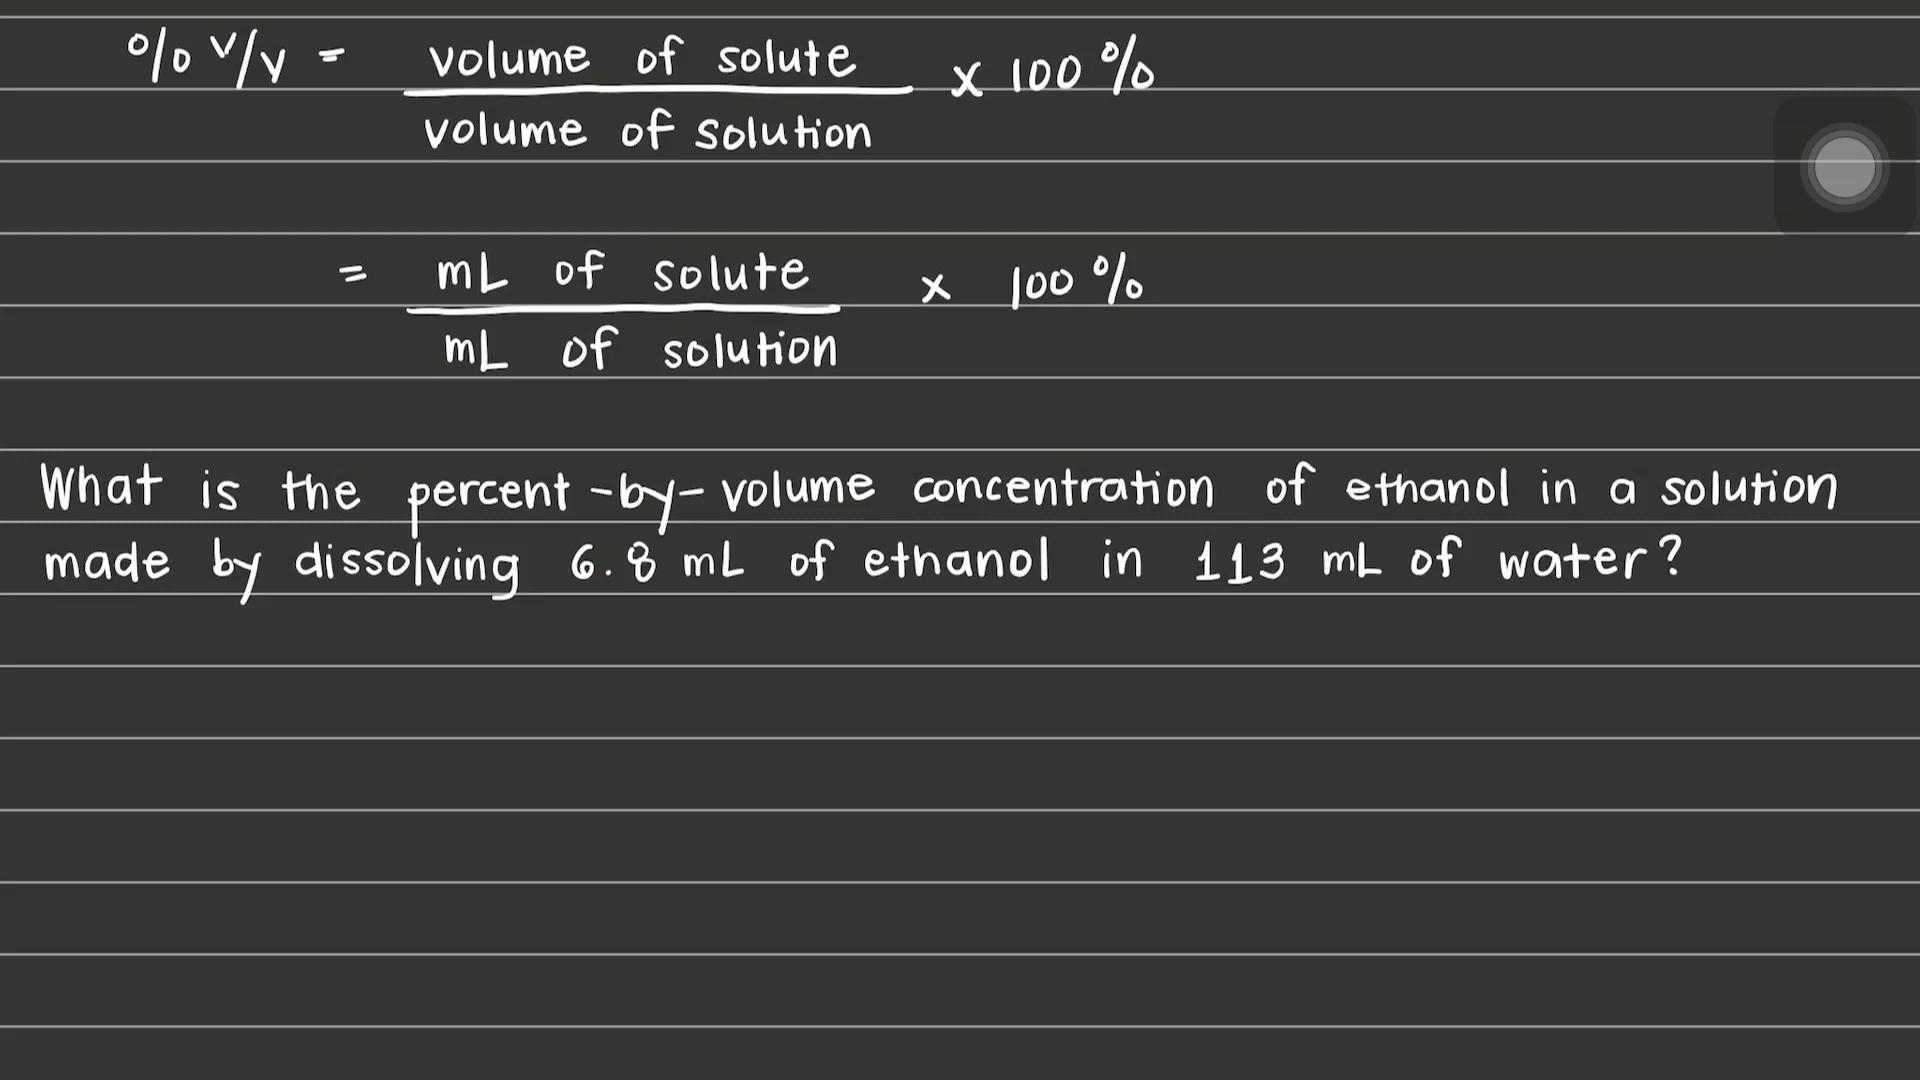 % v/v = volume of solute x 100 %
volume of solution
= mL of solute x 100 %
mL of solution
What is the percent-by-volume concentration of ethanol in a solution
made by dissolving 6.8 mL of ethanol in 113 mL of water?